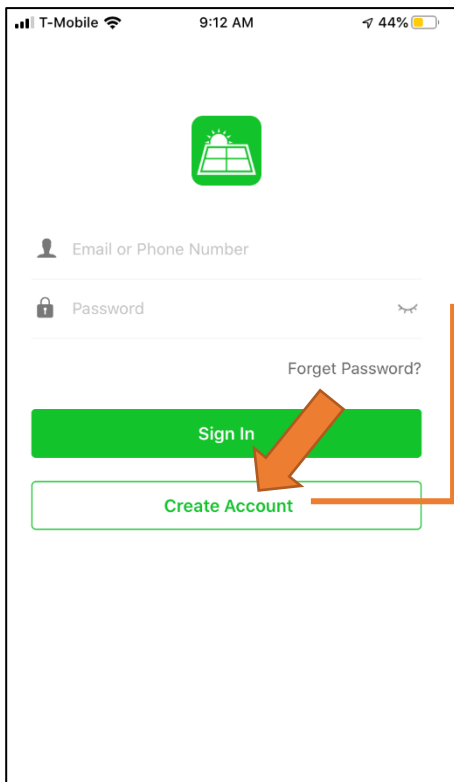 T-Mobile 9:12 AM 44%
Email or Phone Number
Password
Forget Password?
Sign In
Create Account